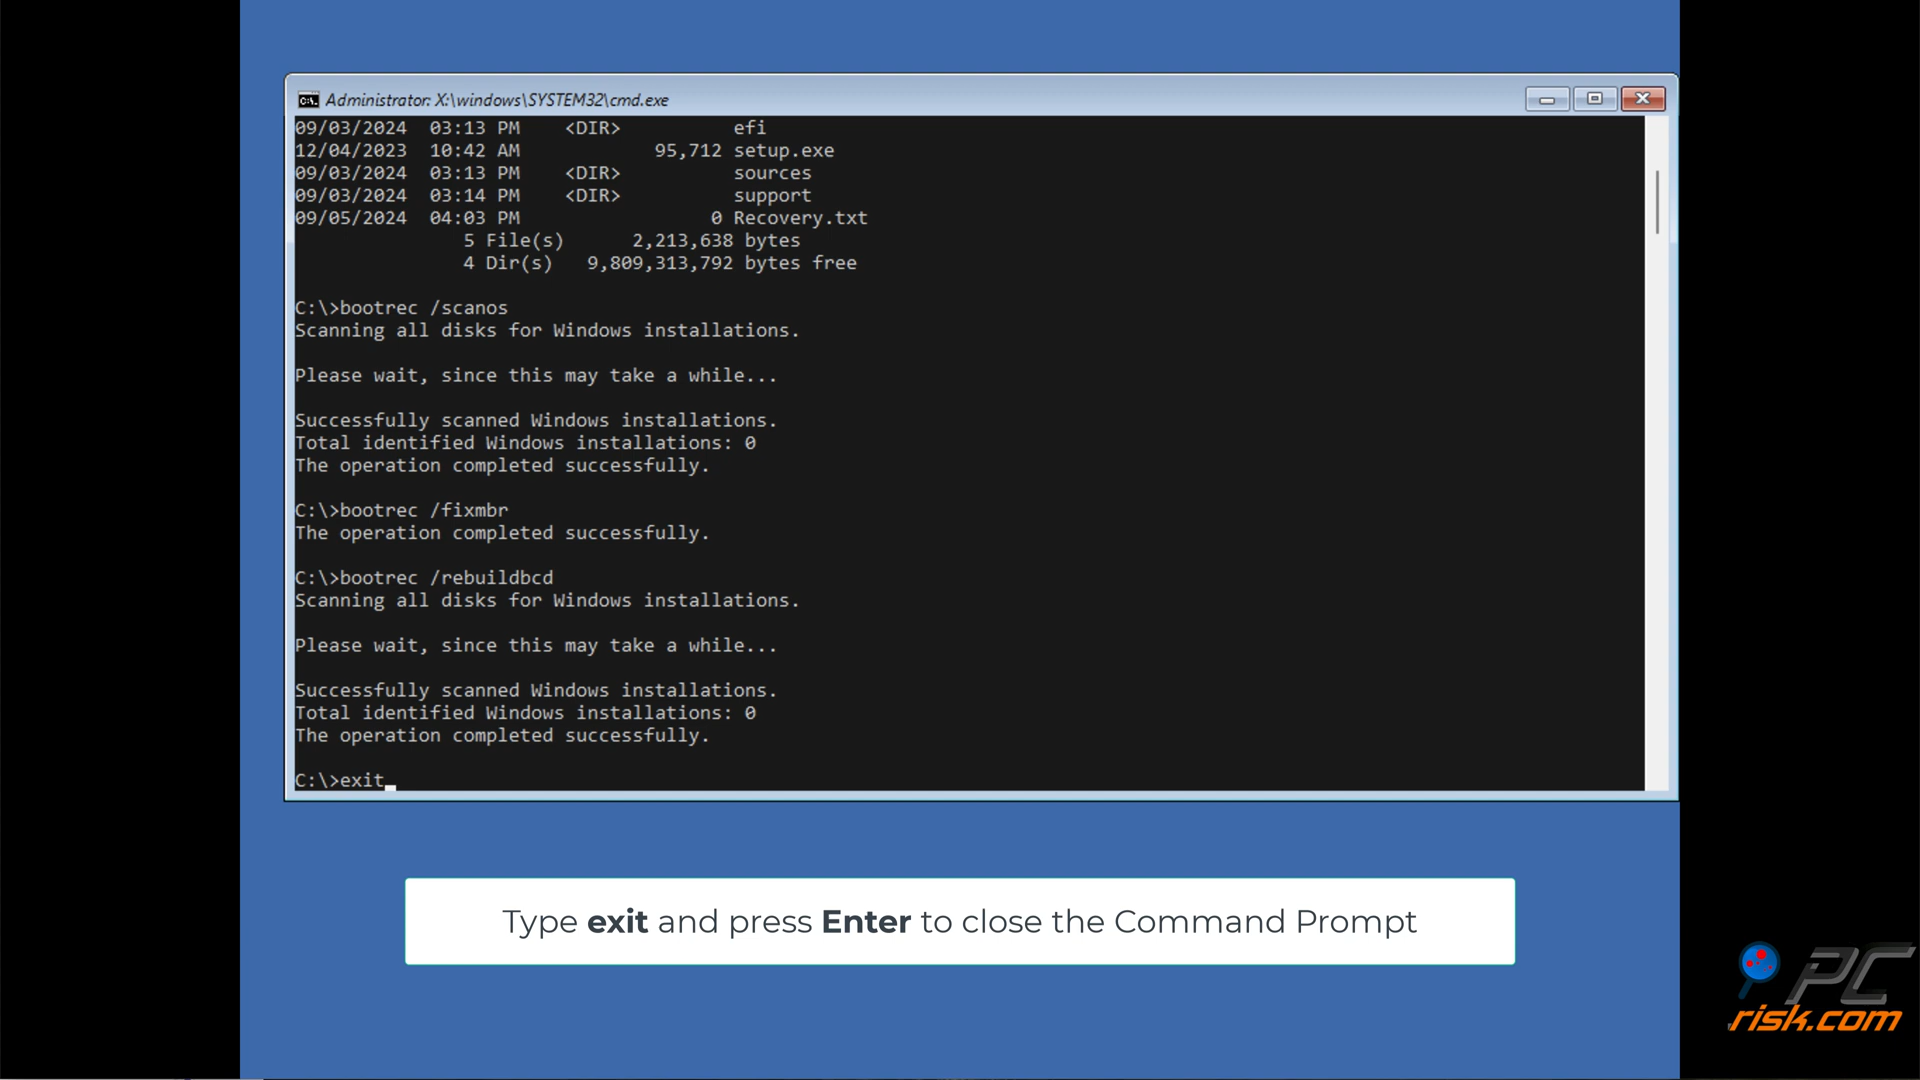 Administrator: X:\windows\SYSTEM32\cmd.exe
09/03/2024  03:13 PM    <DIR>          efi
12/04/2023  10:42 AM            95,712 setup.exe
09/03/2024  03:13 PM    <DIR>          sources
09/03/2024  03:14 PM    <DIR>          support
09/05/2024  04:03 PM                 0 Recovery.txt
5 File(s)      2,213,638 bytes
4 Dir(s)   9,809,313,792 bytes free
C:\>bootrec /scanos
Scanning all disks for Windows installations.
Please wait, since this may take a while...
Successfully scanned Windows installations.
Total identified Windows installations: 0
The operation completed successfully.
C:\>bootrec /fixmbr
The operation completed successfully.
C:\>bootrec /rebuildbcd
Scanning all disks for Windows installations.
Please wait, since this may take a while...
Successfully scanned Windows installations.
Total identified Windows installations: 0
The operation completed successfully.
C:\>exit
Type exit and press Enter to close the Command Prompt
PC
risk.com